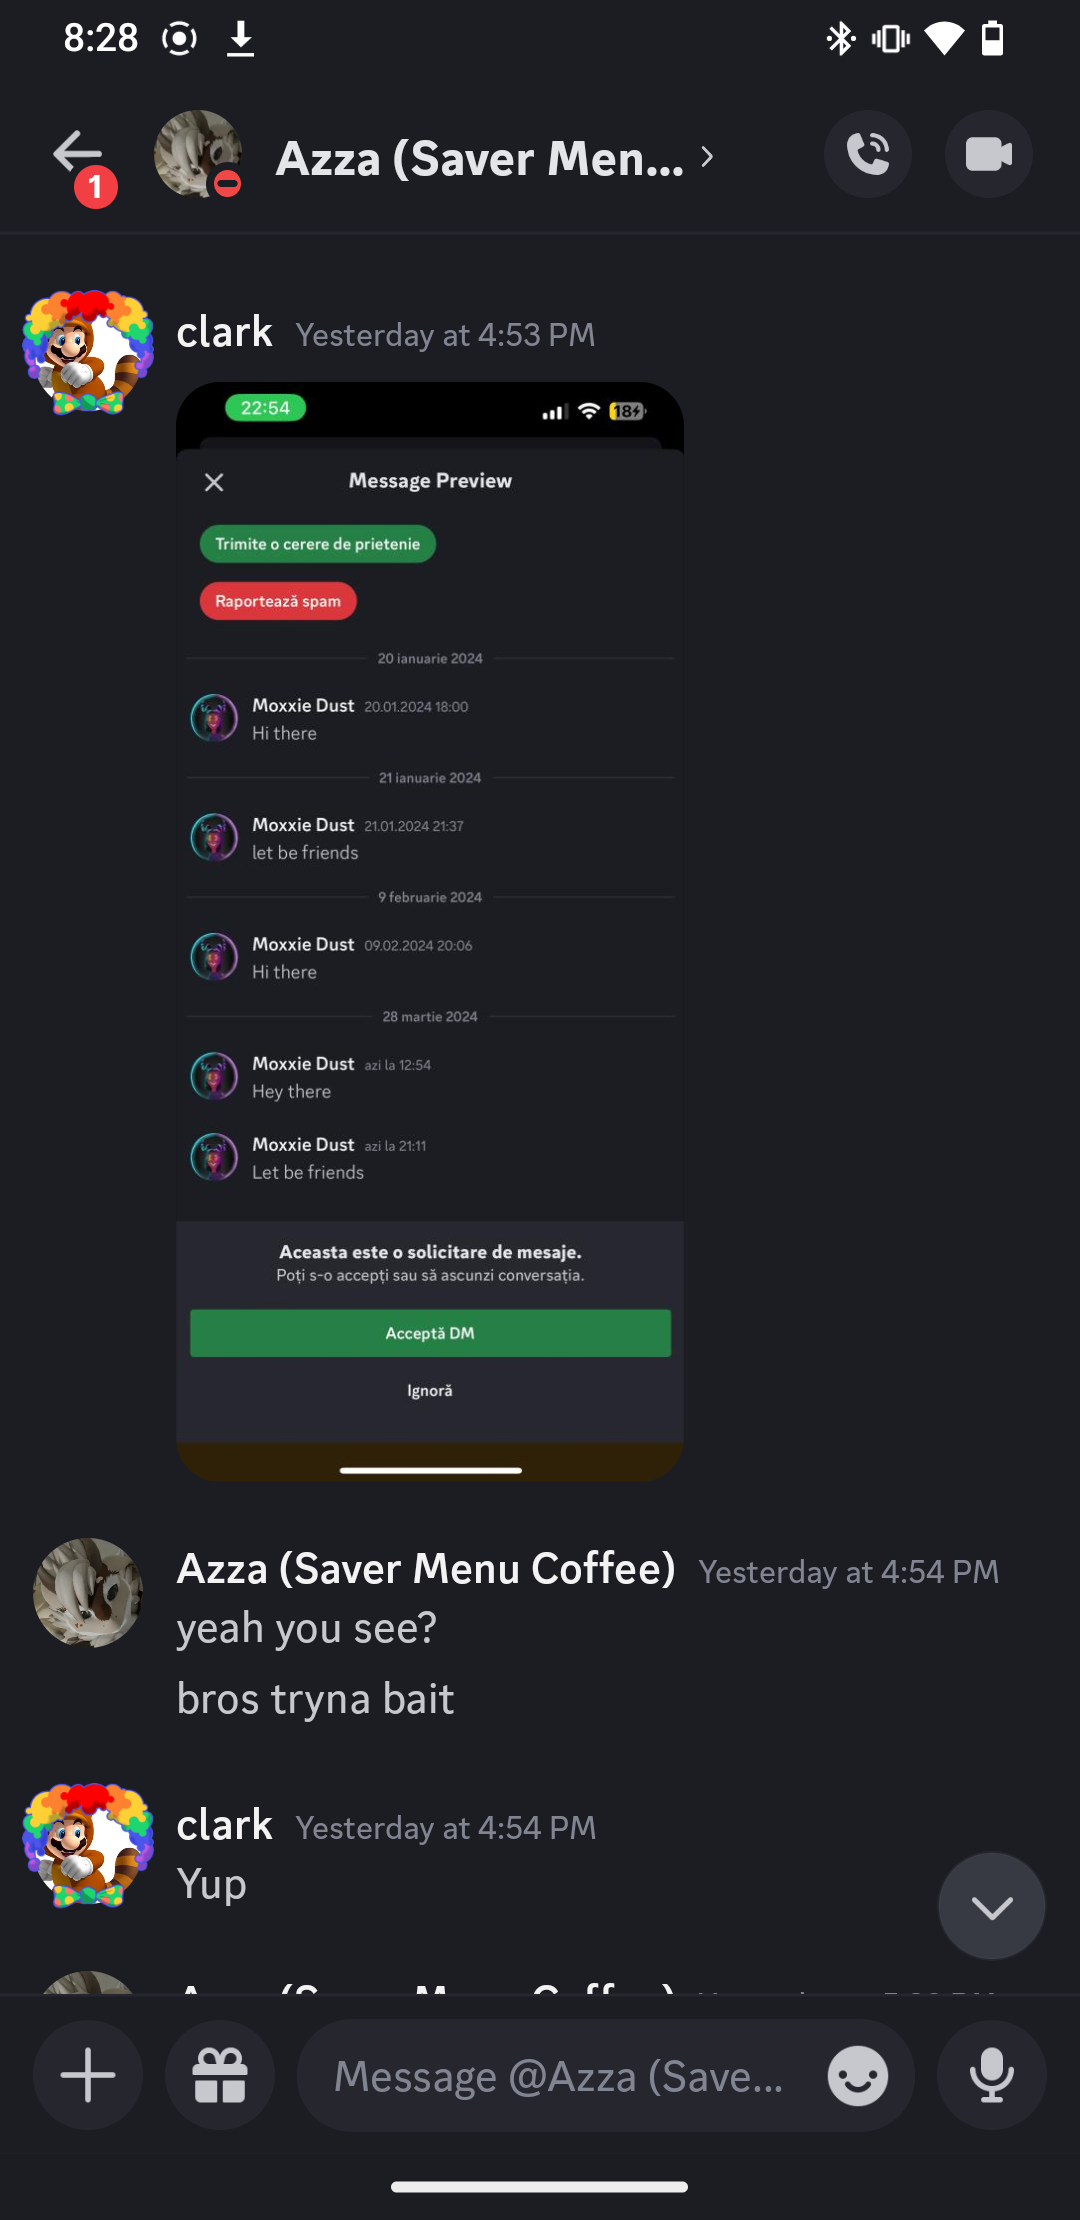 8:28
1
Azza (Saver Men...
clark Yesterday at 4:53 PM
22:54
18
Message Preview
Trimite o cerere de prietenie
Raportează spam
20 ianuarie 2024
Moxxie Dust 20.01.2024 18:00
Hi there
21 ianuarie 2024
Moxxie Dust 21.01.2024 21:37
let be friends
9 februarie 2024
Moxxie Dust 09.02.2024 20:06
Hi there
28 martie 2024
Moxxie Dust azi la 12:54
Hey there
Moxxie Dust azi la 21:11
Let be friends
Aceasta este o solicitare de mesaje.
Poți s-o accepți sau să ascunzi conversația.
Acceptă DM
Ignoră
Azza (Saver Menu Coffee) Yesterday at 4:54 PM
yeah you see?
bros tryna bait
clark Yesterday at 4:54 PM
Yup
Azza (Saver Menu Coffee)
Message @Azza (Save...